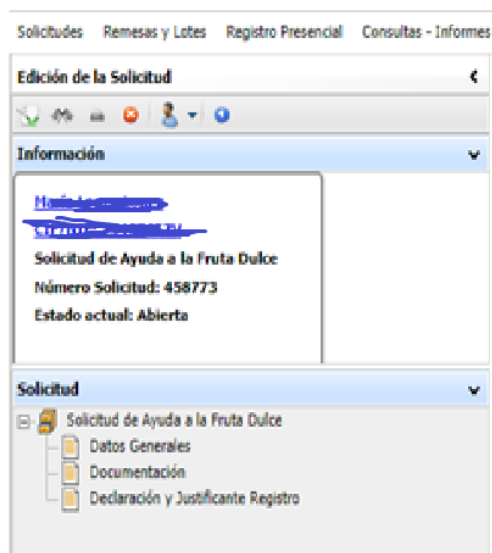 Solicitudes Remesas y Lotes Registro Presencial Consultas - Informes
Edición de la Solicitud
Información
Solicitud de Ayuda a la Fruta Dulce
Número Solicitud: 458773
Estado actual: Abierta
Solicitud
Solicitud de Ayuda a la Fruta Dulce
Datos Generales
Documentación
Declaración y Justificante Registro